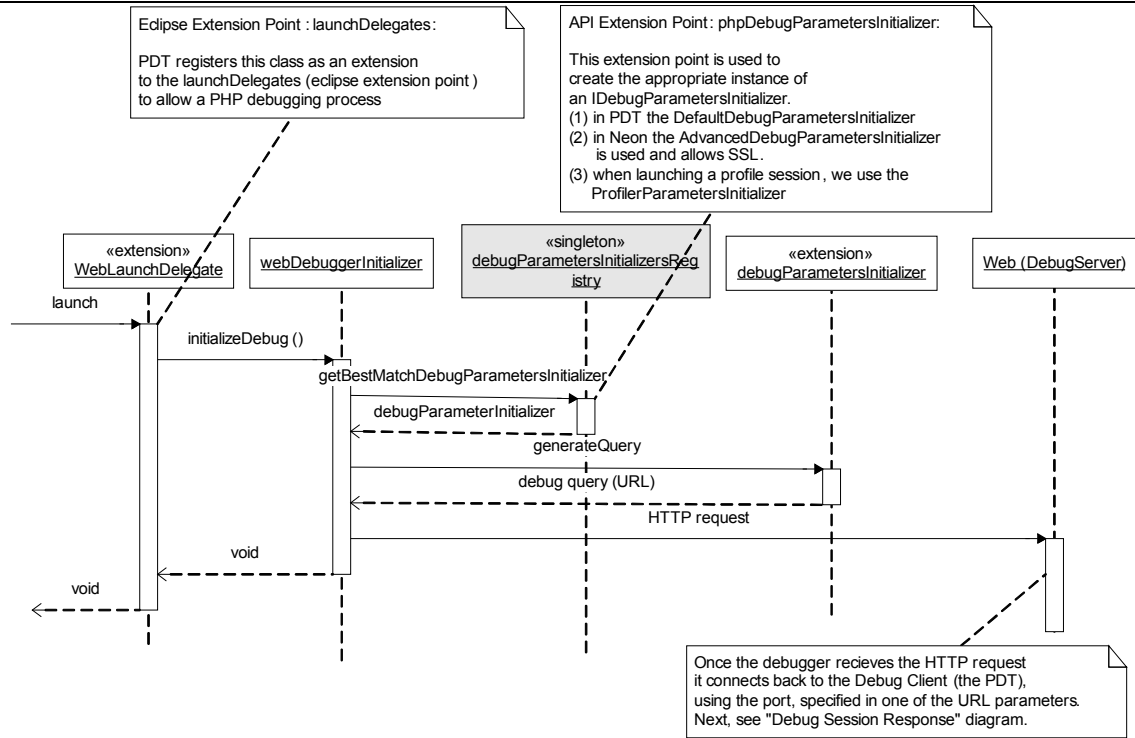 Eclipse Extension Point : launchDelegates :
PDT registers this class as an extension
to the launchDelegates (eclipse extension point )
to allow a PHP debugging process
API Extension Point : phpDebugParametersInitializer:
This extension point is used to
create the appropriate instance of
an IDebugParametersInitializer.
(1) in PDT the DefaultDebugParametersInitializer
(2) in Neon the AdvancedDebugParametersInitializer
is used and allows SSL .
(3) when launching a profile session , we use the
ProfilerParametersInitializer
«extension»
WebLaunchDelegate
webDebuggerInitializer
«singleton»
debugParametersInitializersReg
istry
«extension»
debugParametersInitializer
Web (DebugServer)
launch
initializeDebug ()
getBestMatchDebugParametersInitializer
debugParameterInitializer
generateQuery
debug query (URL)
HTTP request
void
void
Once the debugger recieves the HTTP request
it connects back to the Debug Client (the PDT),
using the port, specified in one of the URL parameters.
Next, see "Debug Session Response" diagram.